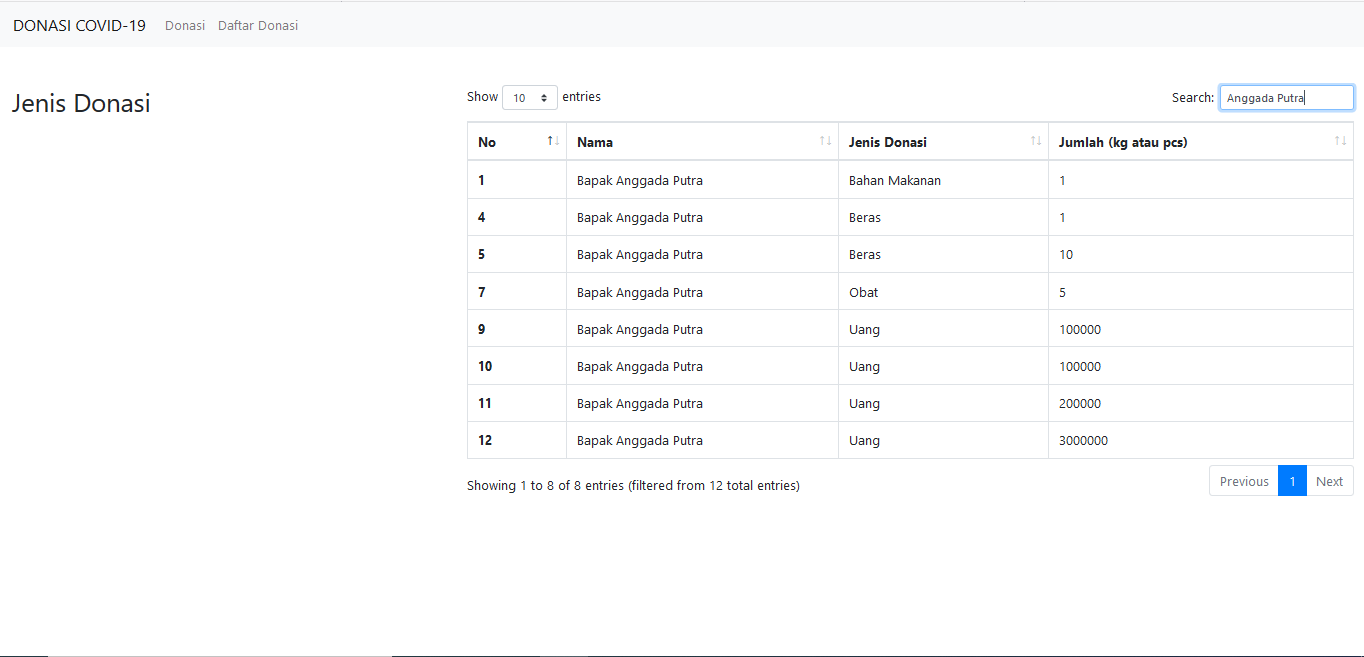 DONASI COVID-19 Donasi Daftar Donasi
Jenis Donasi
Show 10 entries Search: Anggada Putra
No Nama Jenis Donasi Jumlah (kg atau pcs)
1 Bapak Anggada Putra Bahan Makanan 1
4 Bapak Anggada Putra Beras 1
5 Bapak Anggada Putra Beras 10
7 Bapak Anggada Putra Obat 5
9 Bapak Anggada Putra Uang 100000
10 Bapak Anggada Putra Uang 100000
11 Bapak Anggada Putra Uang 200000
12 Bapak Anggada Putra Uang 3000000
Showing 1 to 8 of 8 entries (filtered from 12 total entries) Previous 1 Next